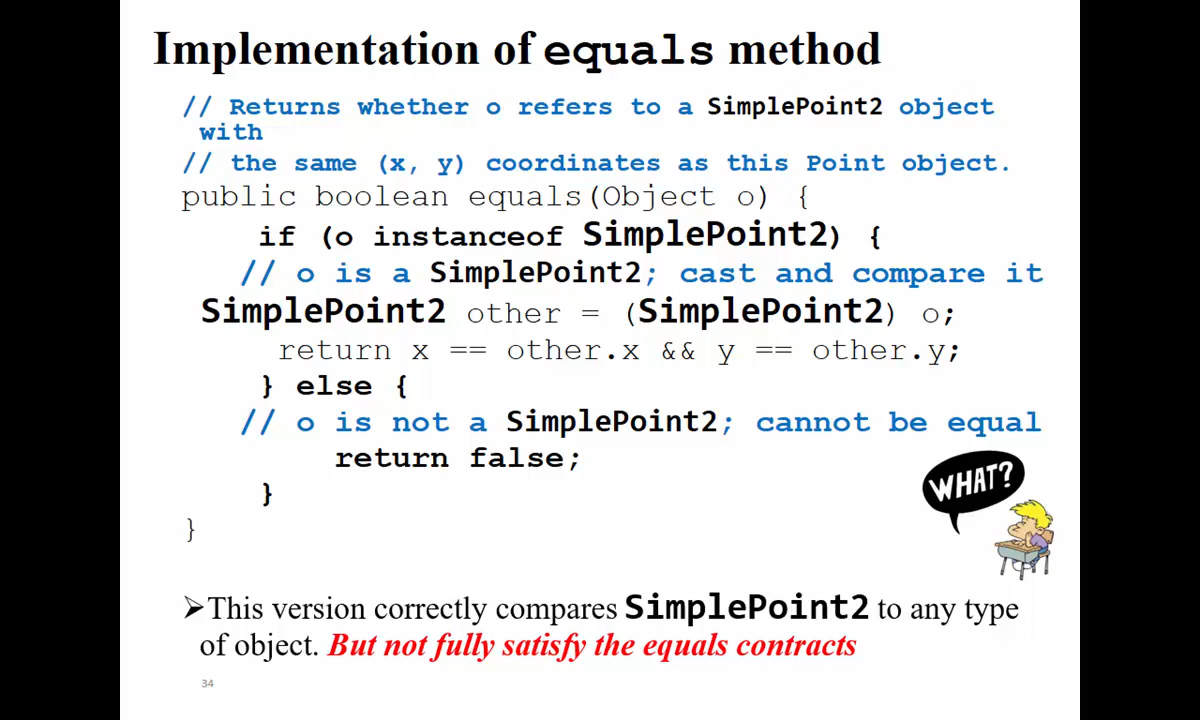 Implementation of equals method
// Returns whether o refers to a SimplePoint2 object
with
// the same (x, y) coordinates as this Point object.
public boolean equals(Object o) {
if (o instanceof SimplePoint2) {
// o is a SimplePoint2; cast and compare it
SimplePoint2 other = (SimplePoint2) o;
return x == other.x && y == other.y;
} else {
// o is not a SimplePoint2; cannot be equal
return false;
}
}
WHAT?
➢This version correctly compares SimplePoint2 to any type
of object. But not fully satisfy the equals contracts
34